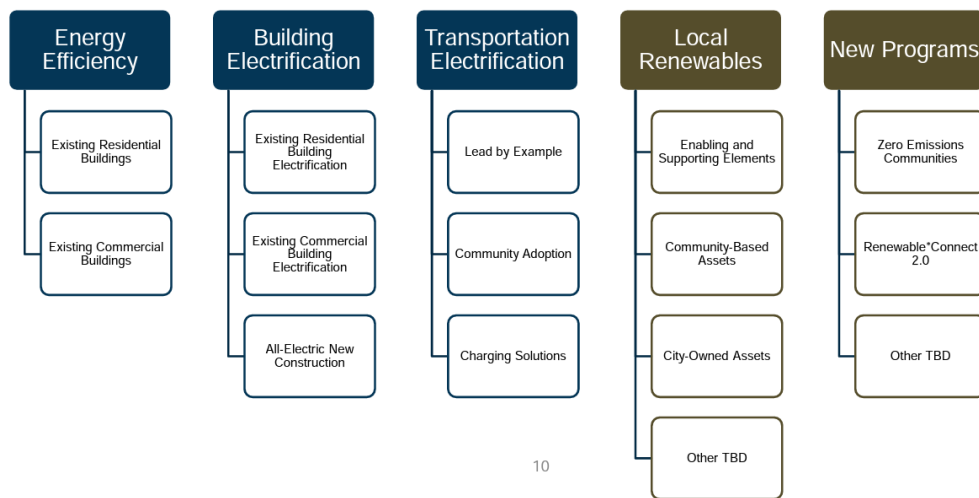 Energy
Efficiency
Existing Residential
Buildings
Existing Commercial
Buildings
Building
Electrification
Existing Residential
Building
Electrification
Existing Commercial
Building
Electrification
All-Electric New
Construction
Transportation
Electrification
Lead by Example
Community Adoption
Charging Solutions
Local
Renewables
Enabling and
Supporting Elements
Community-Based
Assets
City-Owned Assets
Other TBD
New Programs
Zero Emissions
Communities
Renewable*Connect
2.0
Other TBD
10